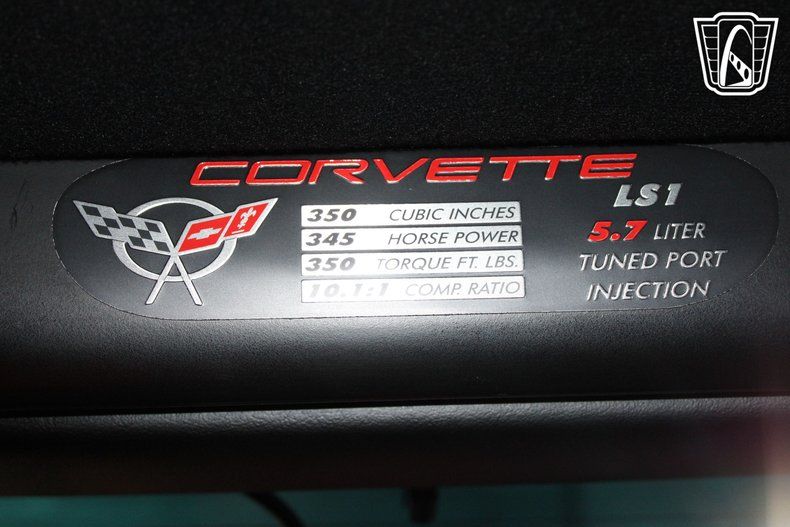 CORVETTE
350 CUBIC INCHES
345 HORSE POWER
350 TORQUE FT. LBS.
10.1:1 COMP. RATIO
LS1
5.7 LITER
TUNED PORT
INJECTION